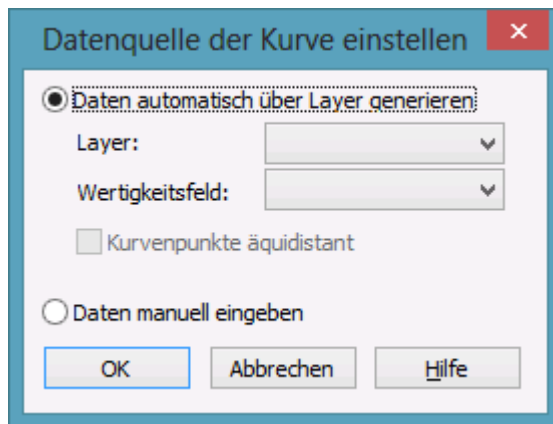 Datenquelle der Kurve einstellen
Daten automatisch über Layer generieren
Layer:
Wertigkeitsfeld:
Kurvenpunkte äquidistant
Daten manuell eingeben
OK Abbrechen Hilfe